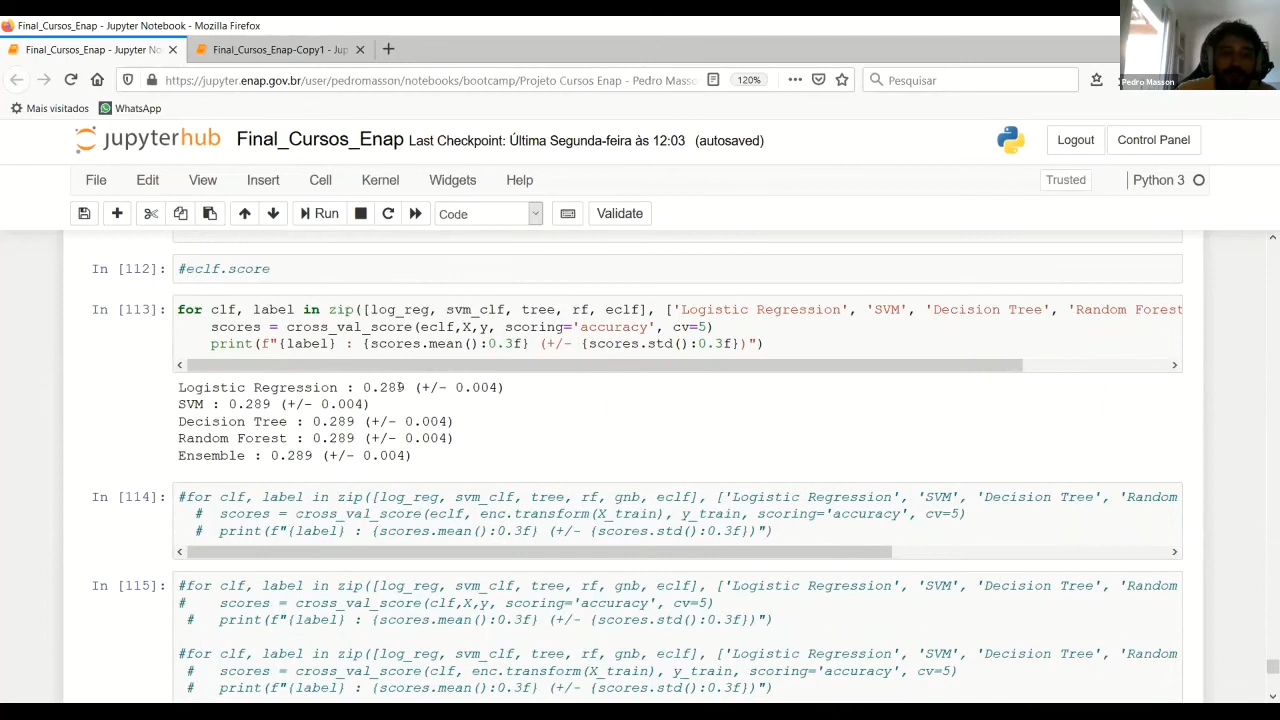 Final_Cursos_Enap - Jupyter Notebook - Mozilla Firefox
Final_Cursos_Enap - Jupyter No
Final_Cursos_Enap-Copy1 - Jup
https://jupyter.enap.gov.br/user/pedromasson/notebooks/bootcamp/Projeto Cursos Enap - Pedro Mass
120%
Pesquisar
Pedro Masson
Mais visitados
WhatsApp
jupyterhub
Final_Cursos_Enap Last Checkpoint: Última Segunda-feira às 12:03 (autosaved)
Logout
Control Panel
File Edit View Insert Cell Kernel Widgets Help
Trusted
Python 3
Run
Code
Validate
In [112]: #eclf.score
In [113]: for clf, label in zip([log_reg, svm_clf, tree, rf, eclf], ['Logistic Regression', 'SVM', 'Decision Tree', 'Random Forest
scores = cross_val_score(eclf,X,y, scoring='accuracy', cv=5)
print(f"{label} : {scores.mean():0.3f} (+/- {scores.std():0.3f})")
Logistic Regression : 0.289 (+/- 0.004)
SVM : 0.289 (+/- 0.004)
Decision Tree : 0.289 (+/- 0.004)
Random Forest : 0.289 (+/- 0.004)
Ensemble : 0.289 (+/- 0.004)
In [114]: #for clf, label in zip([log_reg, svm_clf, tree, rf, gnb, eclf], ['Logistic Regression', 'SVM', 'Decision Tree', 'Random
# scores = cross_val_score(eclf, enc.transform(X_train), y_train, scoring='accuracy', cv=5)
# print(f"{label} : {scores.mean():0.3f} (+/- {scores.std():0.3f})")
In [115]: #for clf, label in zip([log_reg, svm_clf, tree, rf, gnb, eclf], ['Logistic Regression', 'SVM', 'Decision Tree', 'Random
# scores = cross_val_score(clf,X,y, scoring='accuracy', cv=5)
# print(f"{label} : {scores.mean():0.3f} (+/- {scores.std():0.3f})")
#for clf, label in zip([log_reg, svm_clf, tree, rf, gnb, eclf], ['Logistic Regression', 'SVM', 'Decision Tree', 'Random
# scores = cross_val_score(clf, enc.transform(X_train), y_train, scoring='accuracy', cv=5)
# print(f"{label} : {scores.mean():0.3f} (+/- {scores.std():0.3f})")